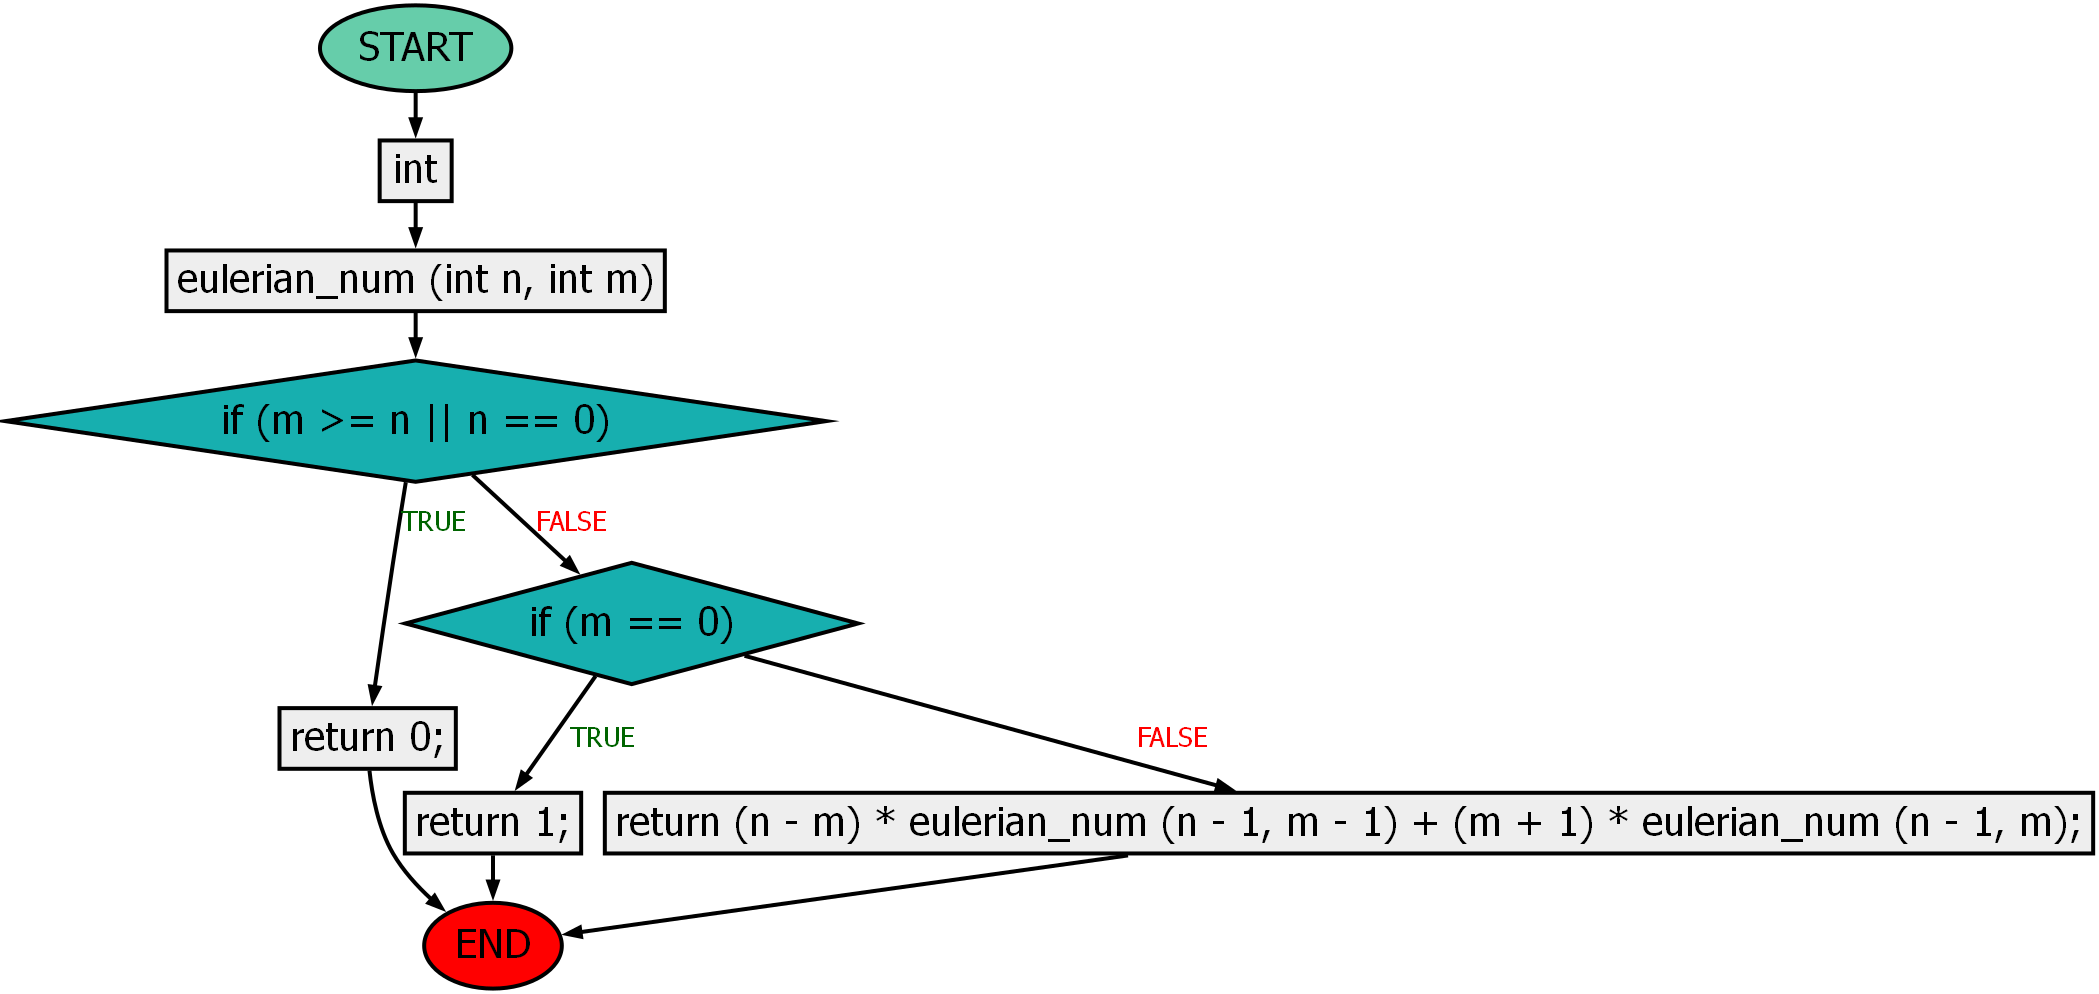 START
int
eulerian_num (int n, int m)
if (m >= n || n == 0)
TRUE
FALSE
if (m == 0)
return 0;
TRUE
FALSE
return 1;
return (n - m) * eulerian_num (n - 1, m - 1) + (m + 1) * eulerian_num (n - 1, m);
END